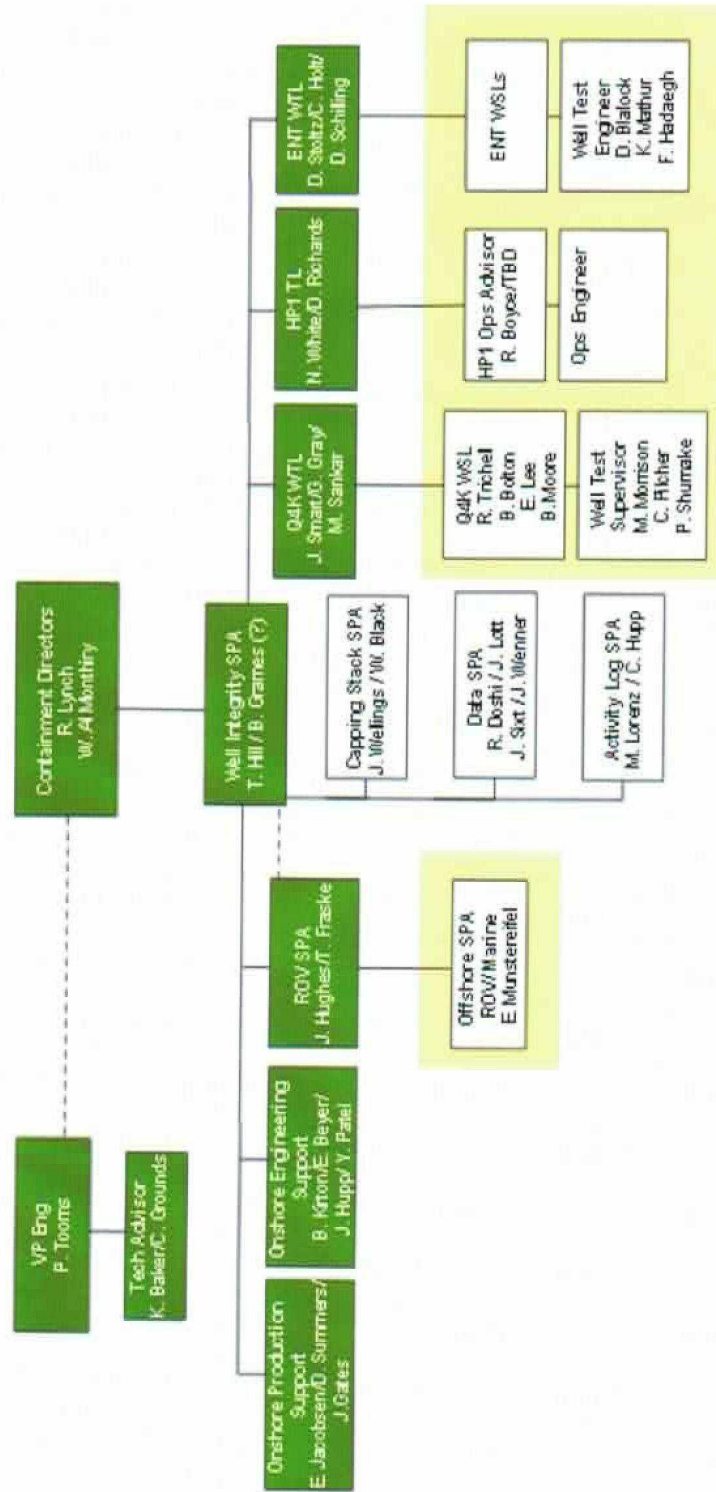 VP Eng
P. Tooms
Tech Advisor
K. Baker/C. Grounds
Containment Directors
R. Lynch
W. Al Monthiry
Well Integrity SPA
T. Hill / B. Grames (?)
Onshore Production
Support
E. Jacobsen/D. Summers/
J.Gates
Onshore Engineering
Support
B. Kirton/E. Beyer/
J. Hupp/ Y. Patel
ROV SPA
J. Hughes/T. Fraske
Q4K WTL
J. Smart/G. Gray/
M. Sankar
HP1 TL
N. White/D. Richards
ENT WTL
D. Stoltz/C. Holt/
D. Schilling
Capping Stack SPA
J. Wellings / W. Black
Data SPA
R. Doshi / J. Lott
J. Sixt / J. Wenner
Activity Log SPA
M. Lorenz / C. Hupp
Offshore SPA
ROV/Marine
E. Munstereifel
Q4K WSL
R. Trichell
B. Bolton
E. Lee
B. Moore
Well Test
Supervisor
M. Morrison
C. Richer
P. Shumake
HP1 Ops Advisor
R. Boyce/TBD
Ops Engineer
ENT WSLs
Well Test
Engineer
D. Blalock
K. Mathur
F. Hadaegh